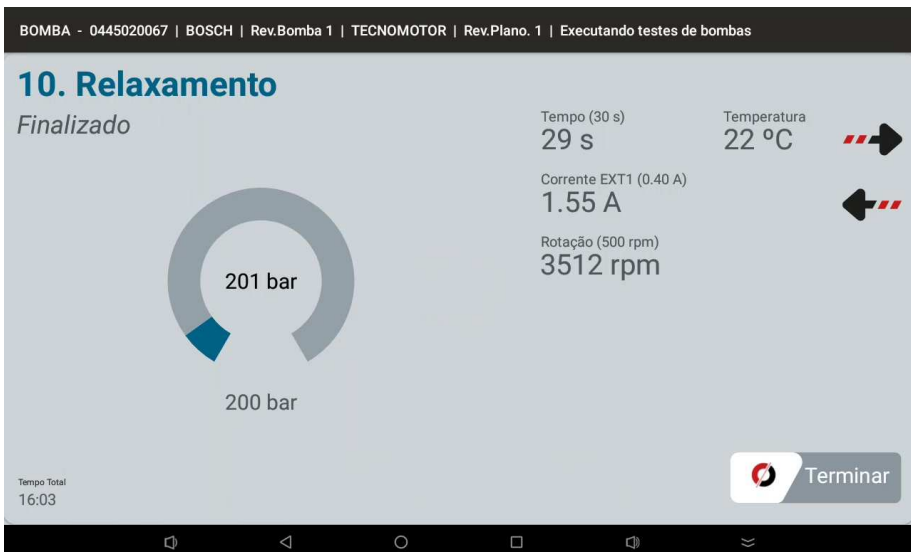 BOMBA - 0445020067 | BOSCH | Rev.Bomba 1 | TECNOMOTOR | Rev.Plano. 1 | Executando testes de bombas
10. Relaxamento
Finalizado
Tempo (30 s)
29 s
Temperatura
22 ºC
Corrente EXT1 (0.40 A)
1.55 A
Rotação (500 rpm)
3512 rpm
201 bar
200 bar
Tempo Total
16:03
Terminar